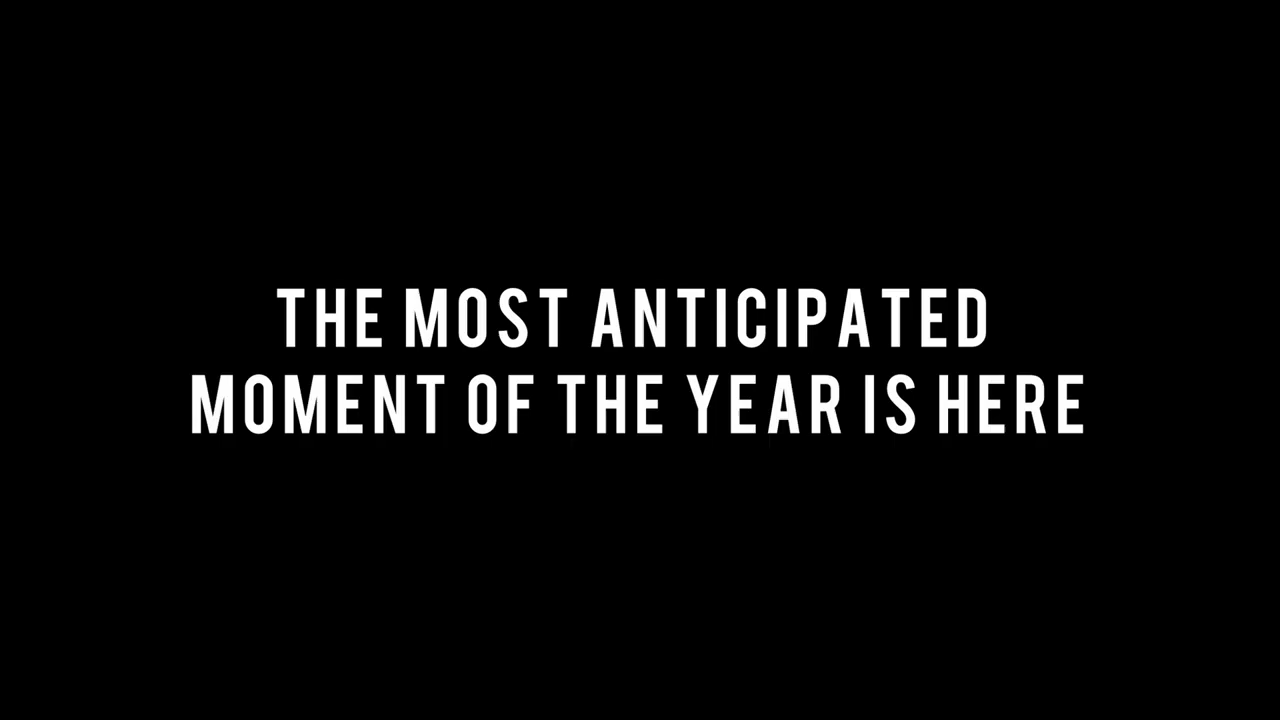 THE MOST ANTICIPATED
MOMENT OF THE YEAR IS HERE